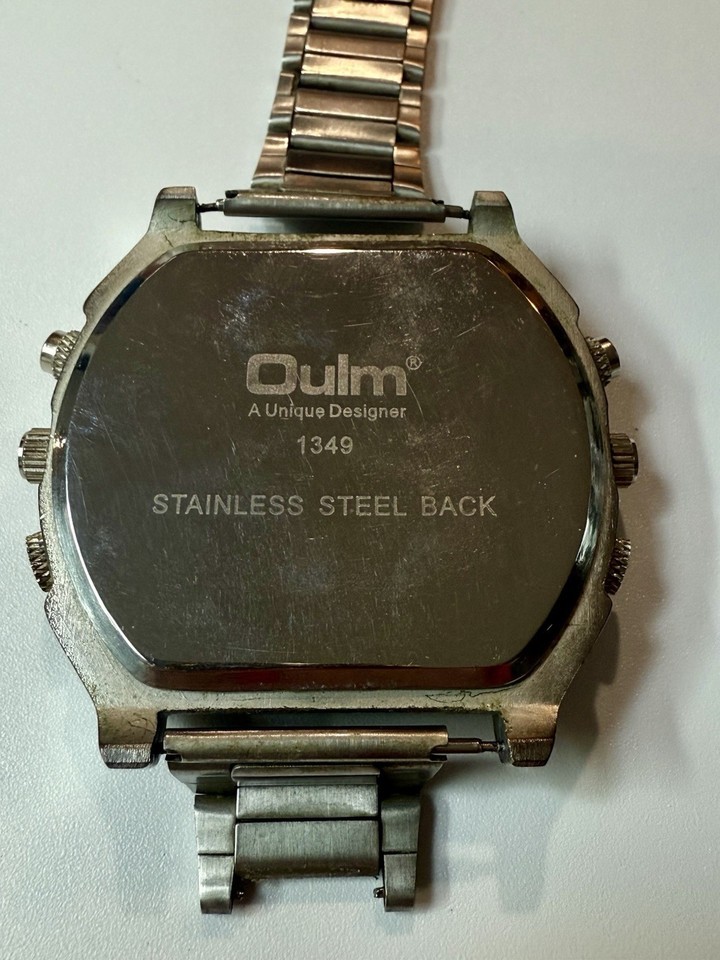 Oulm®
A Unique Designer
1349
STAINLESS STEEL BACK